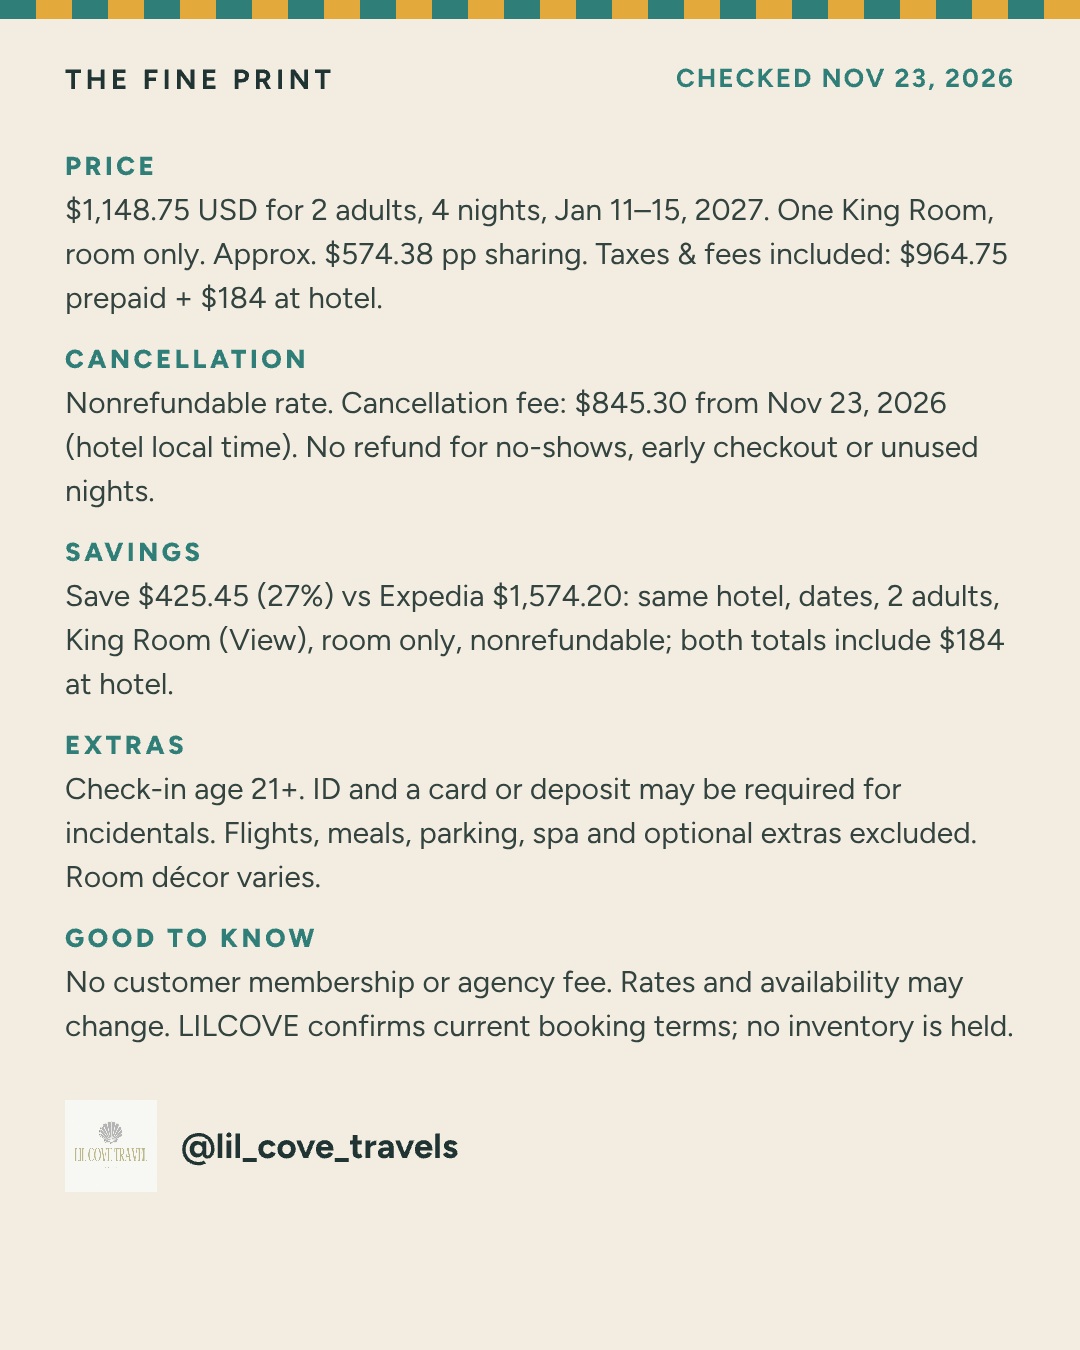 THE FINE PRINT
CHECKED NOV 23, 2026
PRICE
$1,148.75 USD for 2 adults, 4 nights, Jan 11–15, 2027. One King Room,
room only. Approx. $574.38 pp sharing. Taxes & fees included: $964.75
prepaid + $184 at hotel.
CANCELLATION
Nonrefundable rate. Cancellation fee: $845.30 from Nov 23, 2026
(hotel local time). No refund for no-shows, early checkout or unused
nights.
SAVINGS
Save $425.45 (27%) vs Expedia $1,574.20: same hotel, dates, 2 adults,
King Room (View), room only, nonrefundable; both totals include $184
at hotel.
EXTRAS
Check-in age 21+. ID and a card or deposit may be required for
incidentals. Flights, meals, parking, spa and optional extras excluded.
Room décor varies.
GOOD TO KNOW
No customer membership or agency fee. Rates and availability may
change. LILCOVE confirms current booking terms; no inventory is held.
LIL COVE TRAVEL
@lil_cove_travels